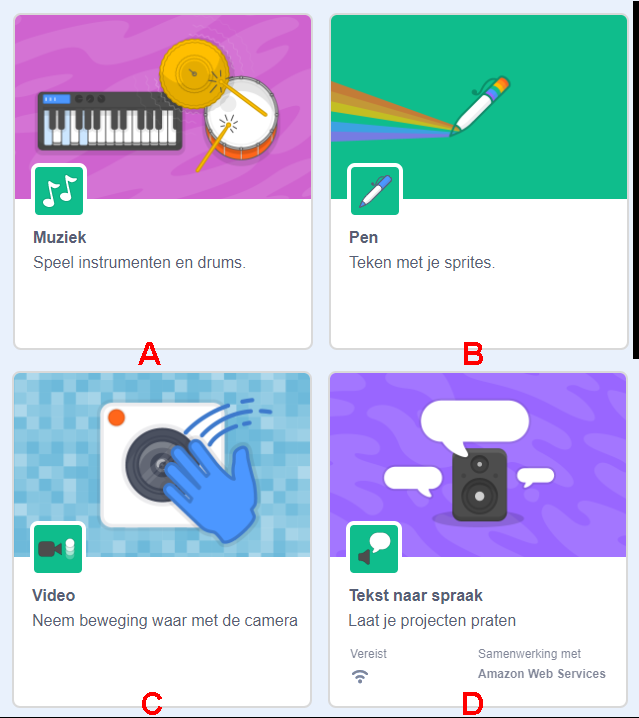 Muziek
Speel instrumenten en drums.
Pen
Teken met je sprites.
A
B
Video
Neem beweging waar met de camera
Tekst naar spraak
Laat je projecten praten
Vereist
Samenwerking met
Amazon Web Services
C
D